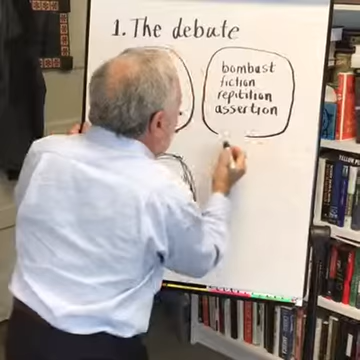 1. The debate
bombast
fiction
repitition
assertion